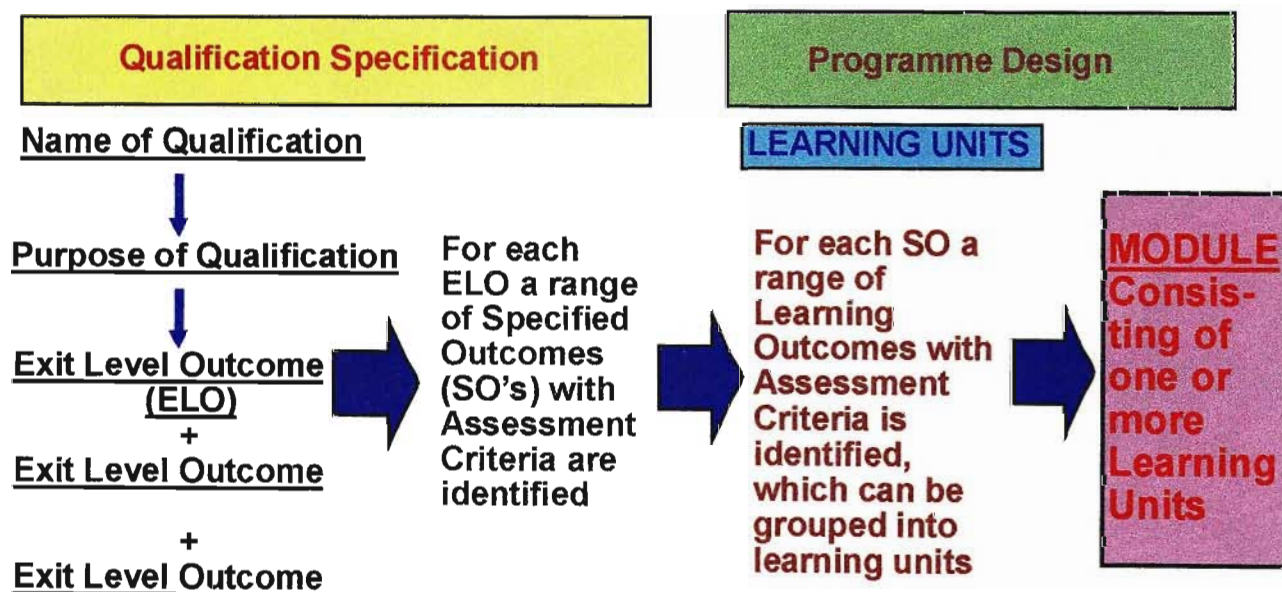 Qualification Specification
Programme Design
Name of Qualification
Purpose of Qualification
Exit Level Outcome
(ELO)
+
Exit Level Outcome
+
Exit Level Outcome
For each
ELO a range
of Specified
Outcomes
(SO's) with
Assessment
Criteria are
identified
LEARNING UNITS
For each SO a
range of
Learning
Outcomes with
Assessment
Criteria is
identified,
which can be
grouped into
learning units
MODULE
Consis-
ting of
one or
more
Learning
Units